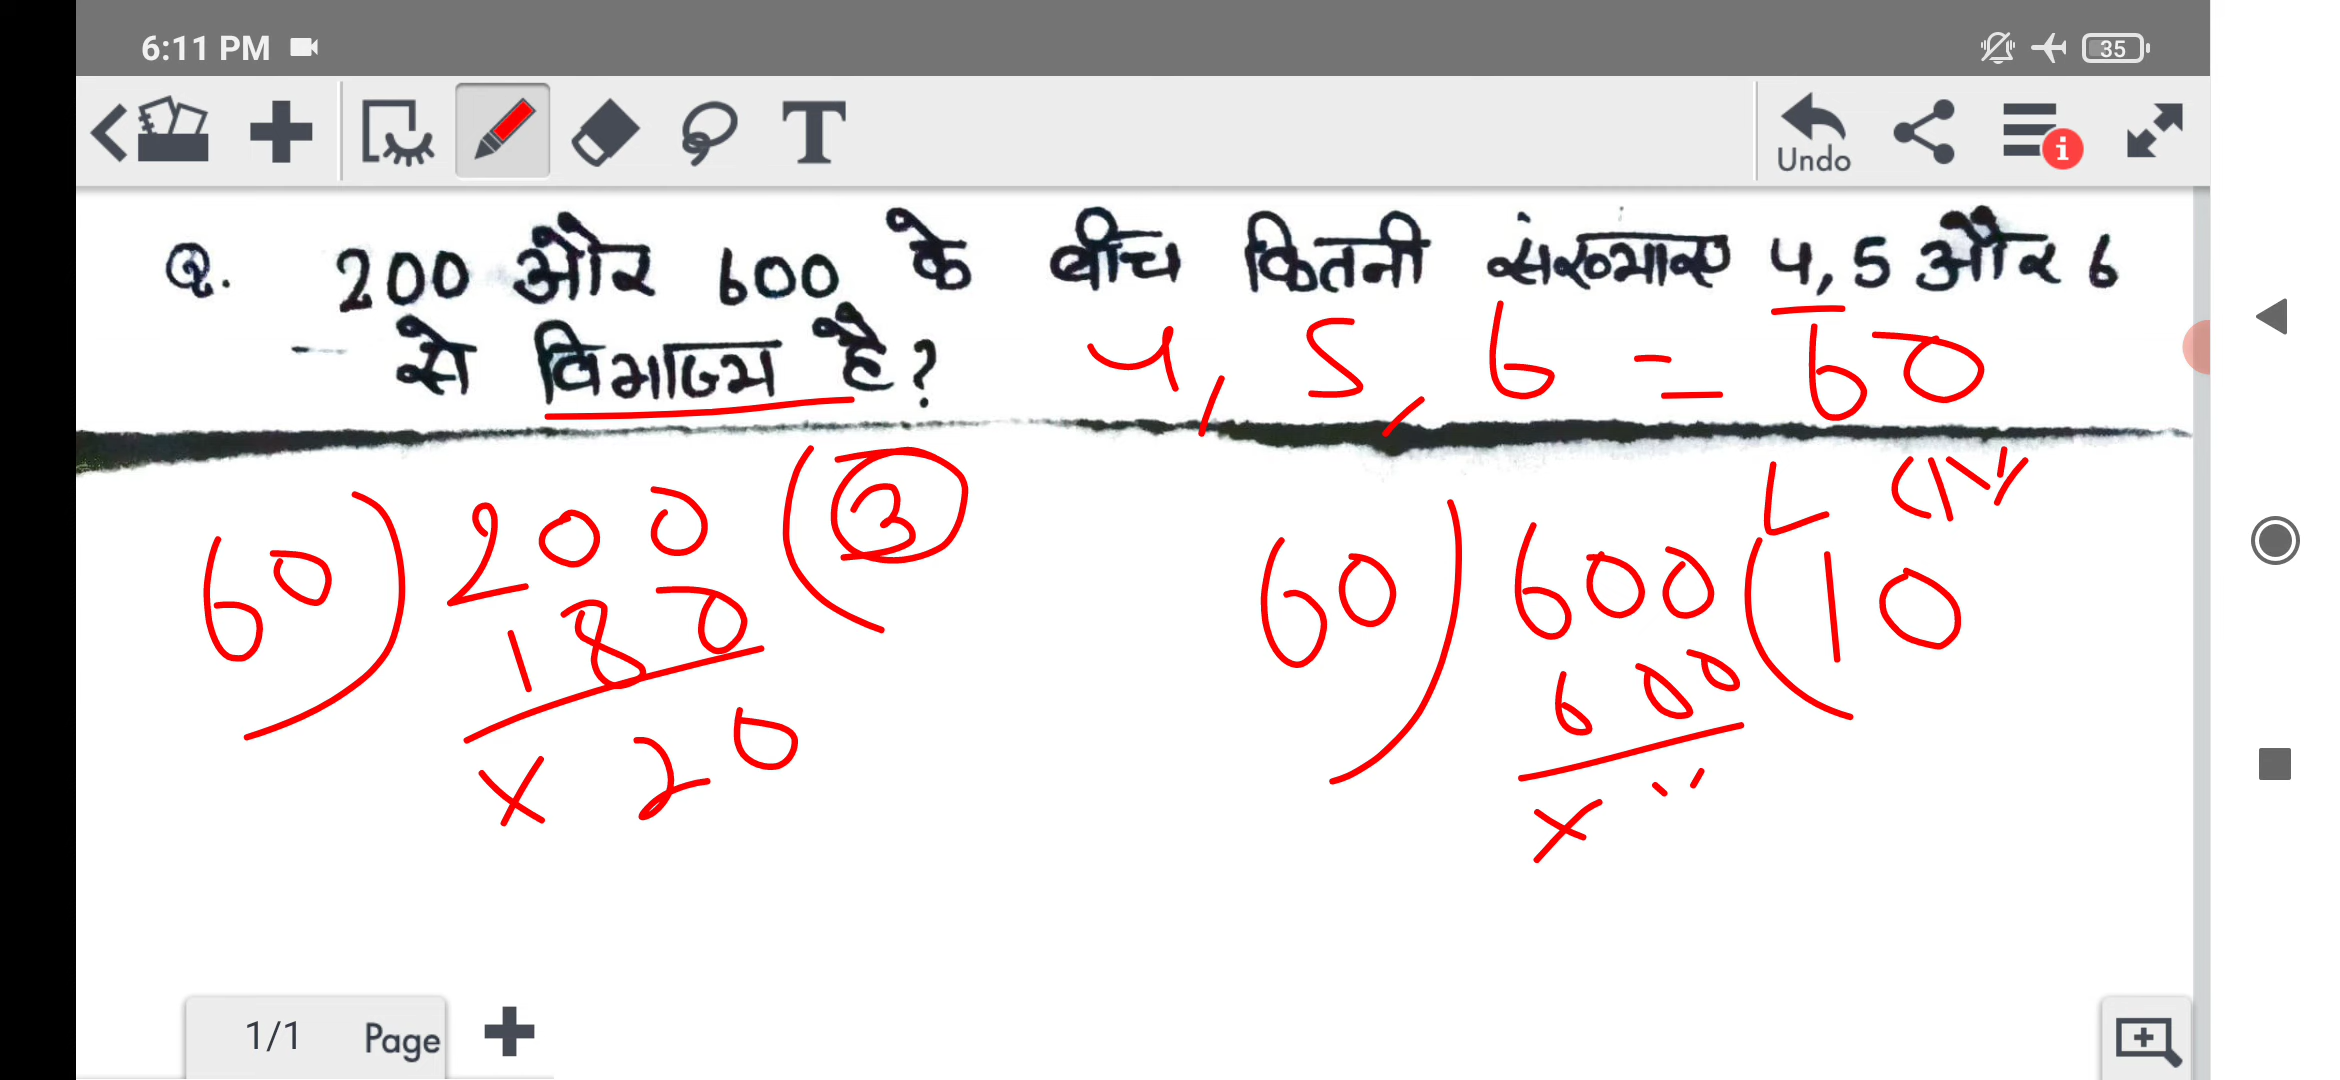 6:11 PM 35
T Undo
Q. 200 और 600 के बीच कितनी संख्याए 4, 5 और 6
से विभाज्य है?
4, 5, 6 = 60
L
60) 200 (3
180
× 20
60) 600 (10
600
×
1/1 Page